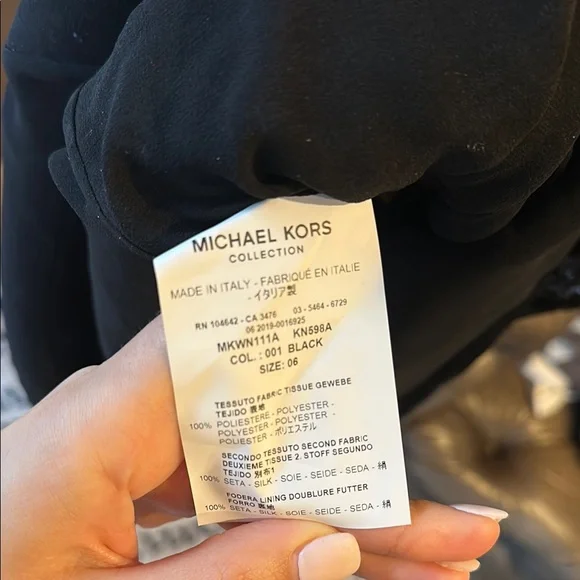 MICHAEL KORS
COLLECTION
MADE IN ITALY - FABRIQUÉ EN ITALIE
- イタリア製
RN 104642 - CA 3476 03 - 5464 - 6729
06 2019-0016925
MKWN111A KN598A
COL. : 001 BLACK
SIZE: 06
TESSUTO FABRIC TISSUE GEWEBE
TEJIDO 表地
100% POLIESTERE - POLYESTER -
POLYESTER - POLYESTER -
POLIESTER - ポリエステル
SECONDO TESSUTO SECOND FABRIC
DEUXIEME TISSUE 2. STOFF SEGUNDO
TEJIDO 別布1
100% SETA - SILK - SOIE - SEIDE - SEDA - 絹
FODERA LINING DOUBLURE FUTTER
FORRO 裏地
100% SETA - SILK - SOIE - SEIDE - SEDA - 絹